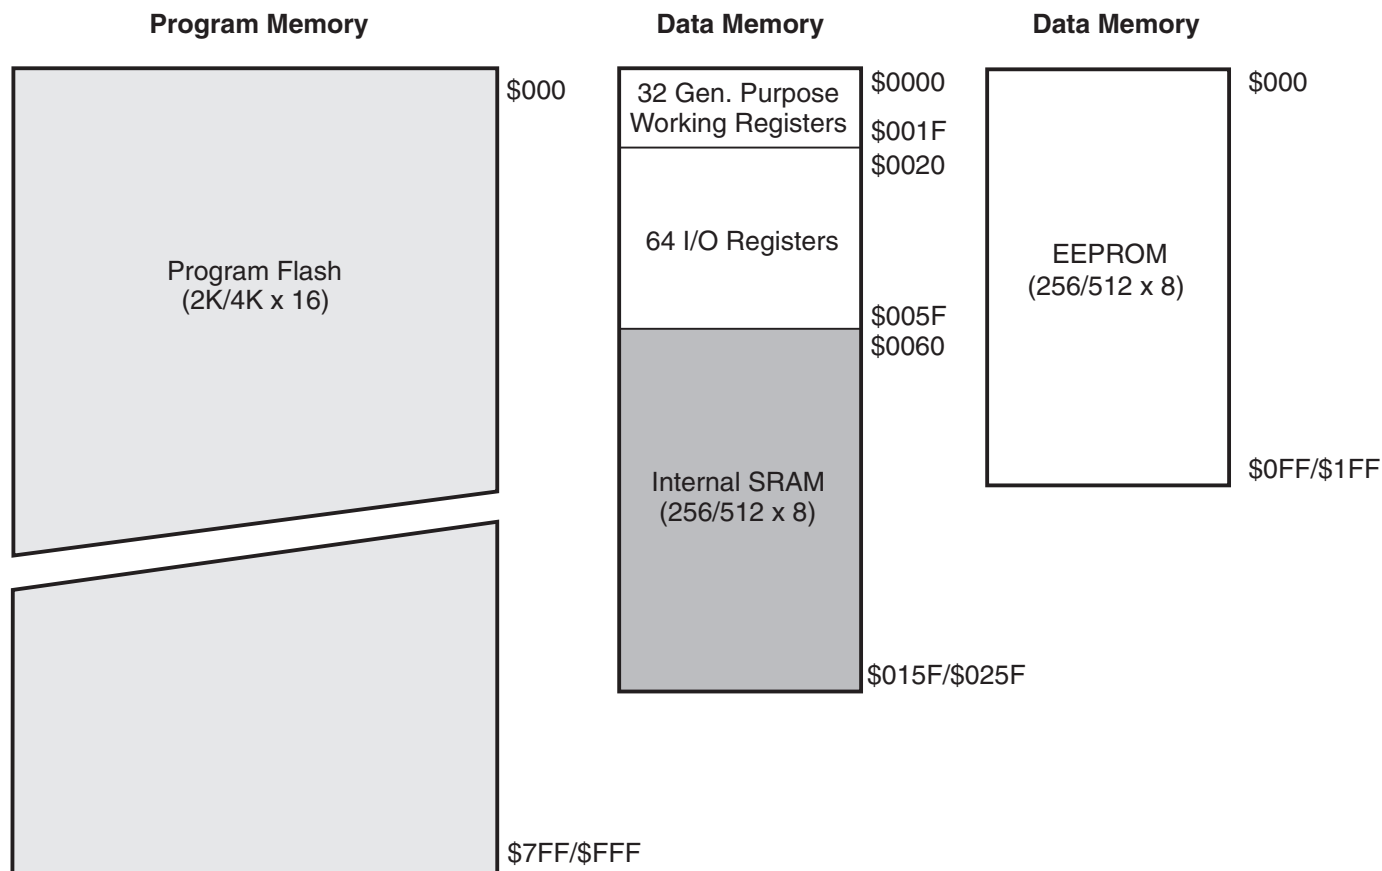 Program Memory
$000
Program Flash
(2K/4K x 16)
$7FF/$FFF
Data Memory
32 Gen. Purpose
Working Registers
$0000
$001F
$0020
64 I/O Registers
$005F
$0060
Internal SRAM
(256/512 x 8)
$015F/$025F
Data Memory
$000
EEPROM
(256/512 x 8)
$0FF/$1FF